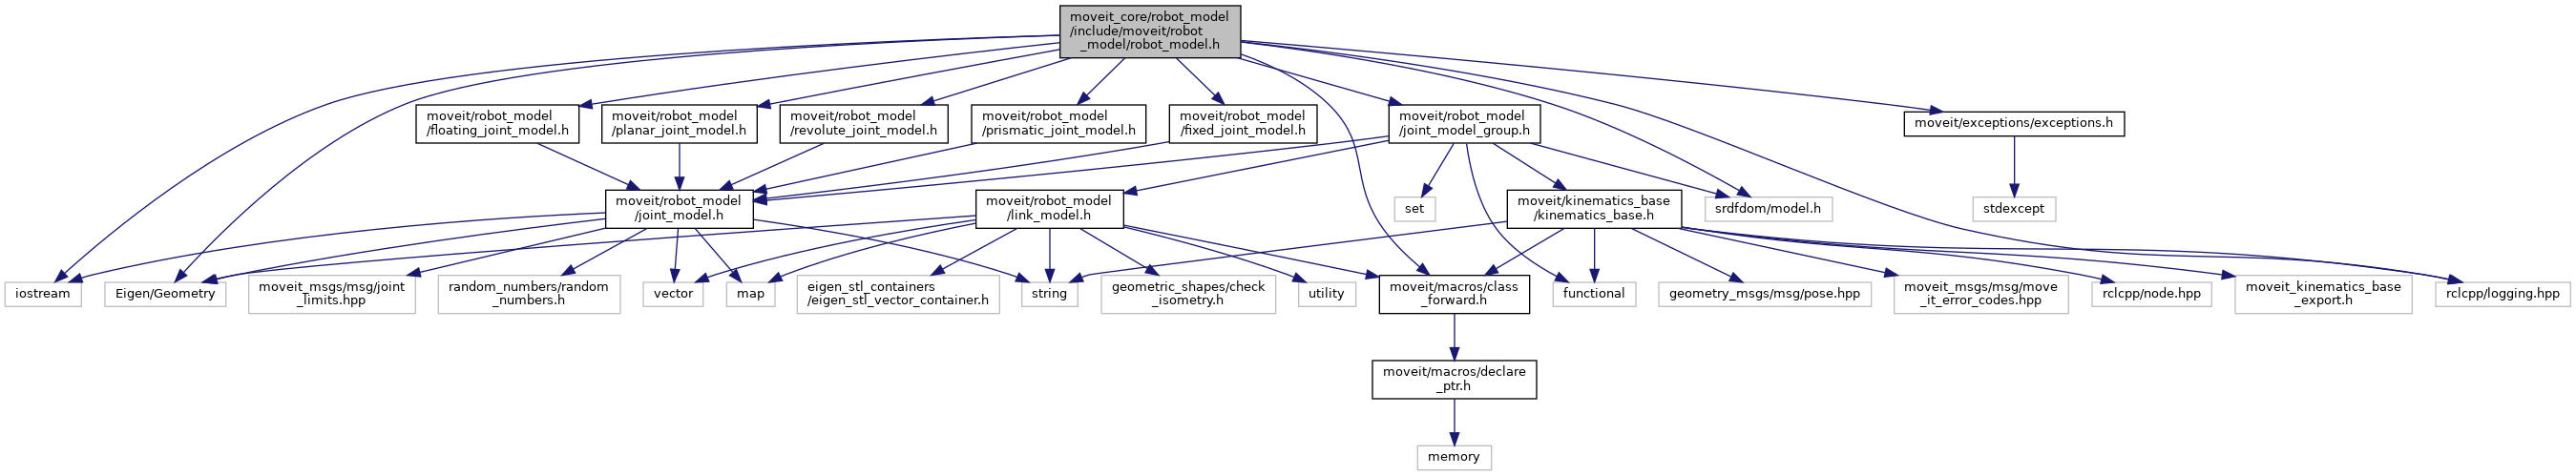 moveit_core/robot_model
/include/moveit/robot
_model/robot_model.h
moveit/robot_model
/floating_joint_model.h
moveit/robot_model
/planar_joint_model.h
moveit/robot_model
/revolute_joint_model.h
moveit/robot_model
/prismatic_joint_model.h
moveit/robot_model
/fixed_joint_model.h
moveit/robot_model
/joint_model_group.h
moveit/exceptions/exceptions.h
moveit/robot_model
/joint_model.h
moveit/robot_model
/link_model.h
set
moveit/kinematics_base
/kinematics_base.h
srdfdom/model.h
stdexcept
iostream
Eigen/Geometry
moveit_msgs/msg/joint
_limits.hpp
random_numbers/random
_numbers.h
vector
map
eigen_stl_containers
/eigen_stl_vector_container.h
string
geometric_shapes/check
_isometry.h
utility
moveit/macros/class
_forward.h
functional
geometry_msgs/msg/pose.hpp
moveit_msgs/msg/move
_it_error_codes.hpp
rclcpp/node.hpp
moveit_kinematics_base
_export.h
rclcpp/logging.hpp
moveit/macros/declare
_ptr.h
memory